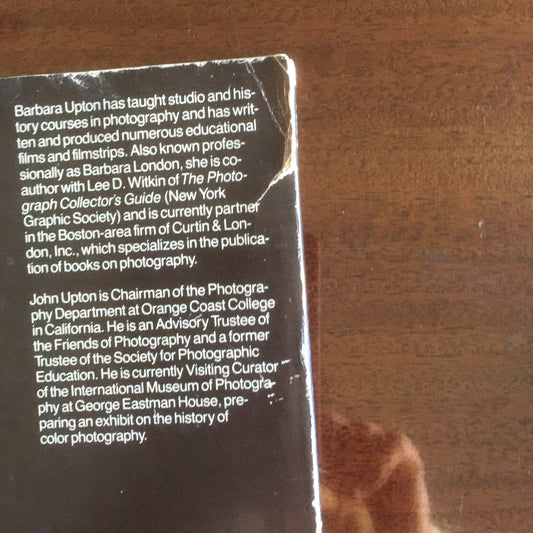 Barbara Upton has taught studio and his-
tory courses in photography and has writ-
ten and produced numerous educational
films and filmstrips. Also known profes-
sionally as Barbara London, she is co-
author with Lee D. Witkin of The Photo-
graph Collector's Guide (New York
Graphic Society) and is currently partner
in the Boston-area firm of Curtin & Lon-
don, Inc., which specializes in the publica-
tion of books on photography.
John Upton is Chairman of the Photogra-
phy Department at Orange Coast College
in California. He is an Advisory Trustee of
the Friends of Photography and a former
Trustee of the Society for Photographic
Education. He is currently Visiting Curator
of the International Museum of Photogra-
phy at George Eastman House, pre-
paring an exhibit on the history of
color photography.